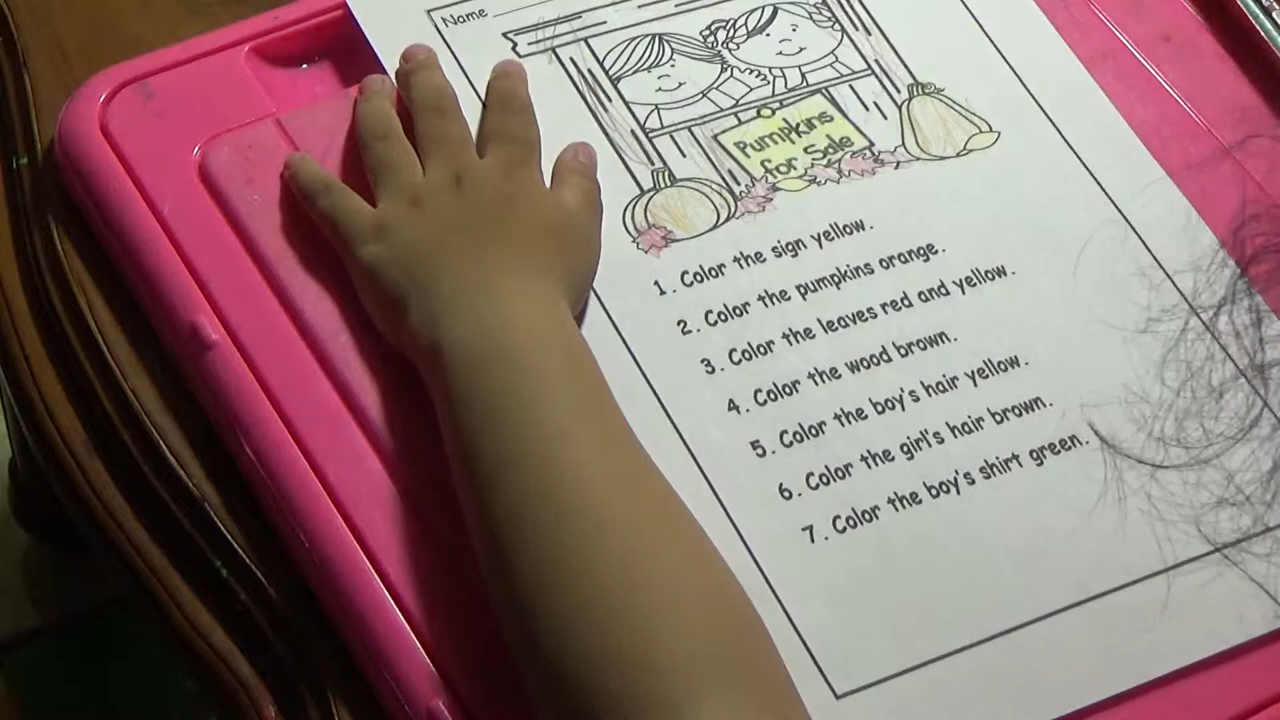 Name
Pumpkins
for Sale
1. Color the sign yellow.
2. Color the pumpkins orange.
3. Color the leaves red and yellow.
4. Color the wood brown.
5. Color the boy's hair yellow.
6. Color the girl's hair brown.
7. Color the boy's shirt green.